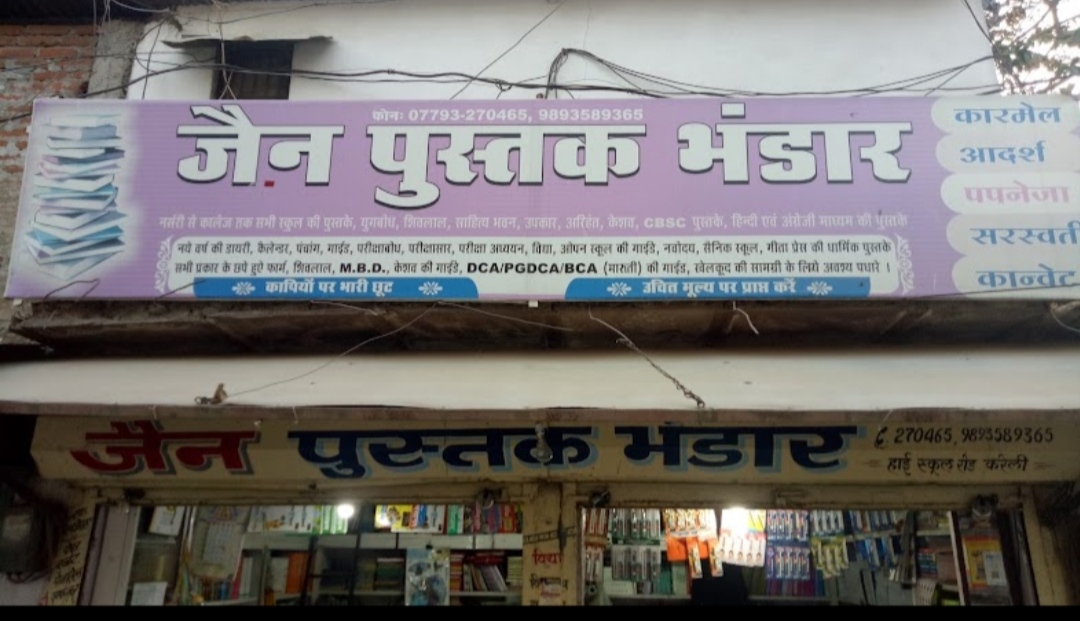 फोनः 07793-270465, 9893589365
जैन पुस्तक भंडार
नर्सरी से कालेज तक सभी स्कूल की पुस्तके, युगबोध, शिवलाल, साहित्य भवन, उपकार, अरिहंत, केशव, CBSC पुस्तके, हिन्दी एवं अंग्रेजी माध्यम की पुस्तके
नये वर्ष की डायरी, कैलेन्डर, पंचांग, गाईड, परीक्षाबोध, परीक्षासार, परीक्षा अध्ययन, विद्या, ओपन स्कूल की गाईडे, नवोदय, सैनिक स्कूल, गीता प्रेस की धार्मिक पुस्तके
सभी प्रकार के छपे हुऐ फार्म, शिवलाल, M.B.D., केशव की गाईडे, DCA/PGDCA/BCA (मारुती) की गाईड, खेलकूद की सामग्री के लिये अवश्य पधारे ।
कापियों पर भारी छूट
उचित मूल्य पर प्राप्त करें
कारमेल
आदर्श
पपनेजा
सरस्वती
कान्वेट
जैन पुस्तक भंडार
270465, 9893589365
हाई स्कूल रोड करेली
विद्या